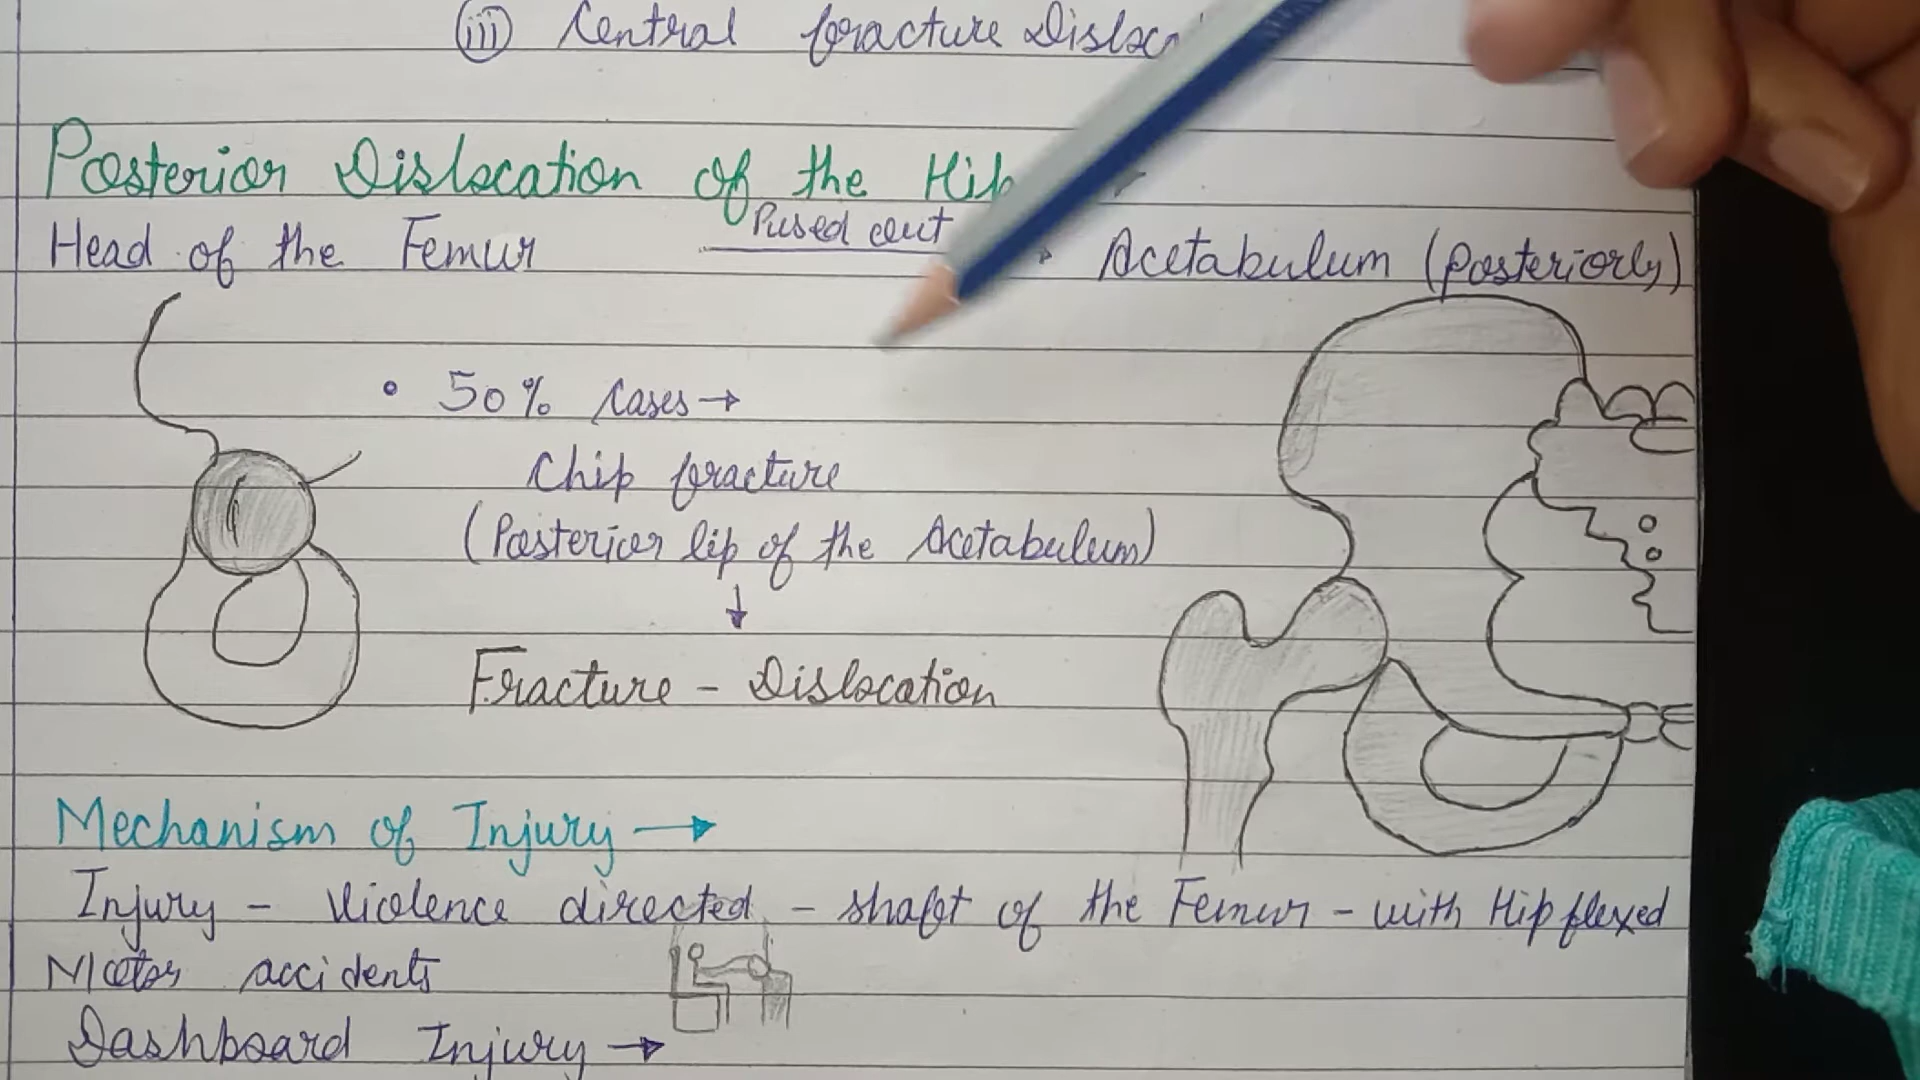 (iii) Central fracture Disloc
Posterior Dislocation of the Hip
Pused out
Head of the Femur → Acetabulum (Posteriorly)
• 50% Cases →
Chip fracture
(Posterior lip of the Acetabulum)
↓
Fracture - Dislocation
Mechanism of Injury →
Injury - Violence directed - shaft of the Femur - with Hip flexed
Motor accidents
Dashboard Injury →